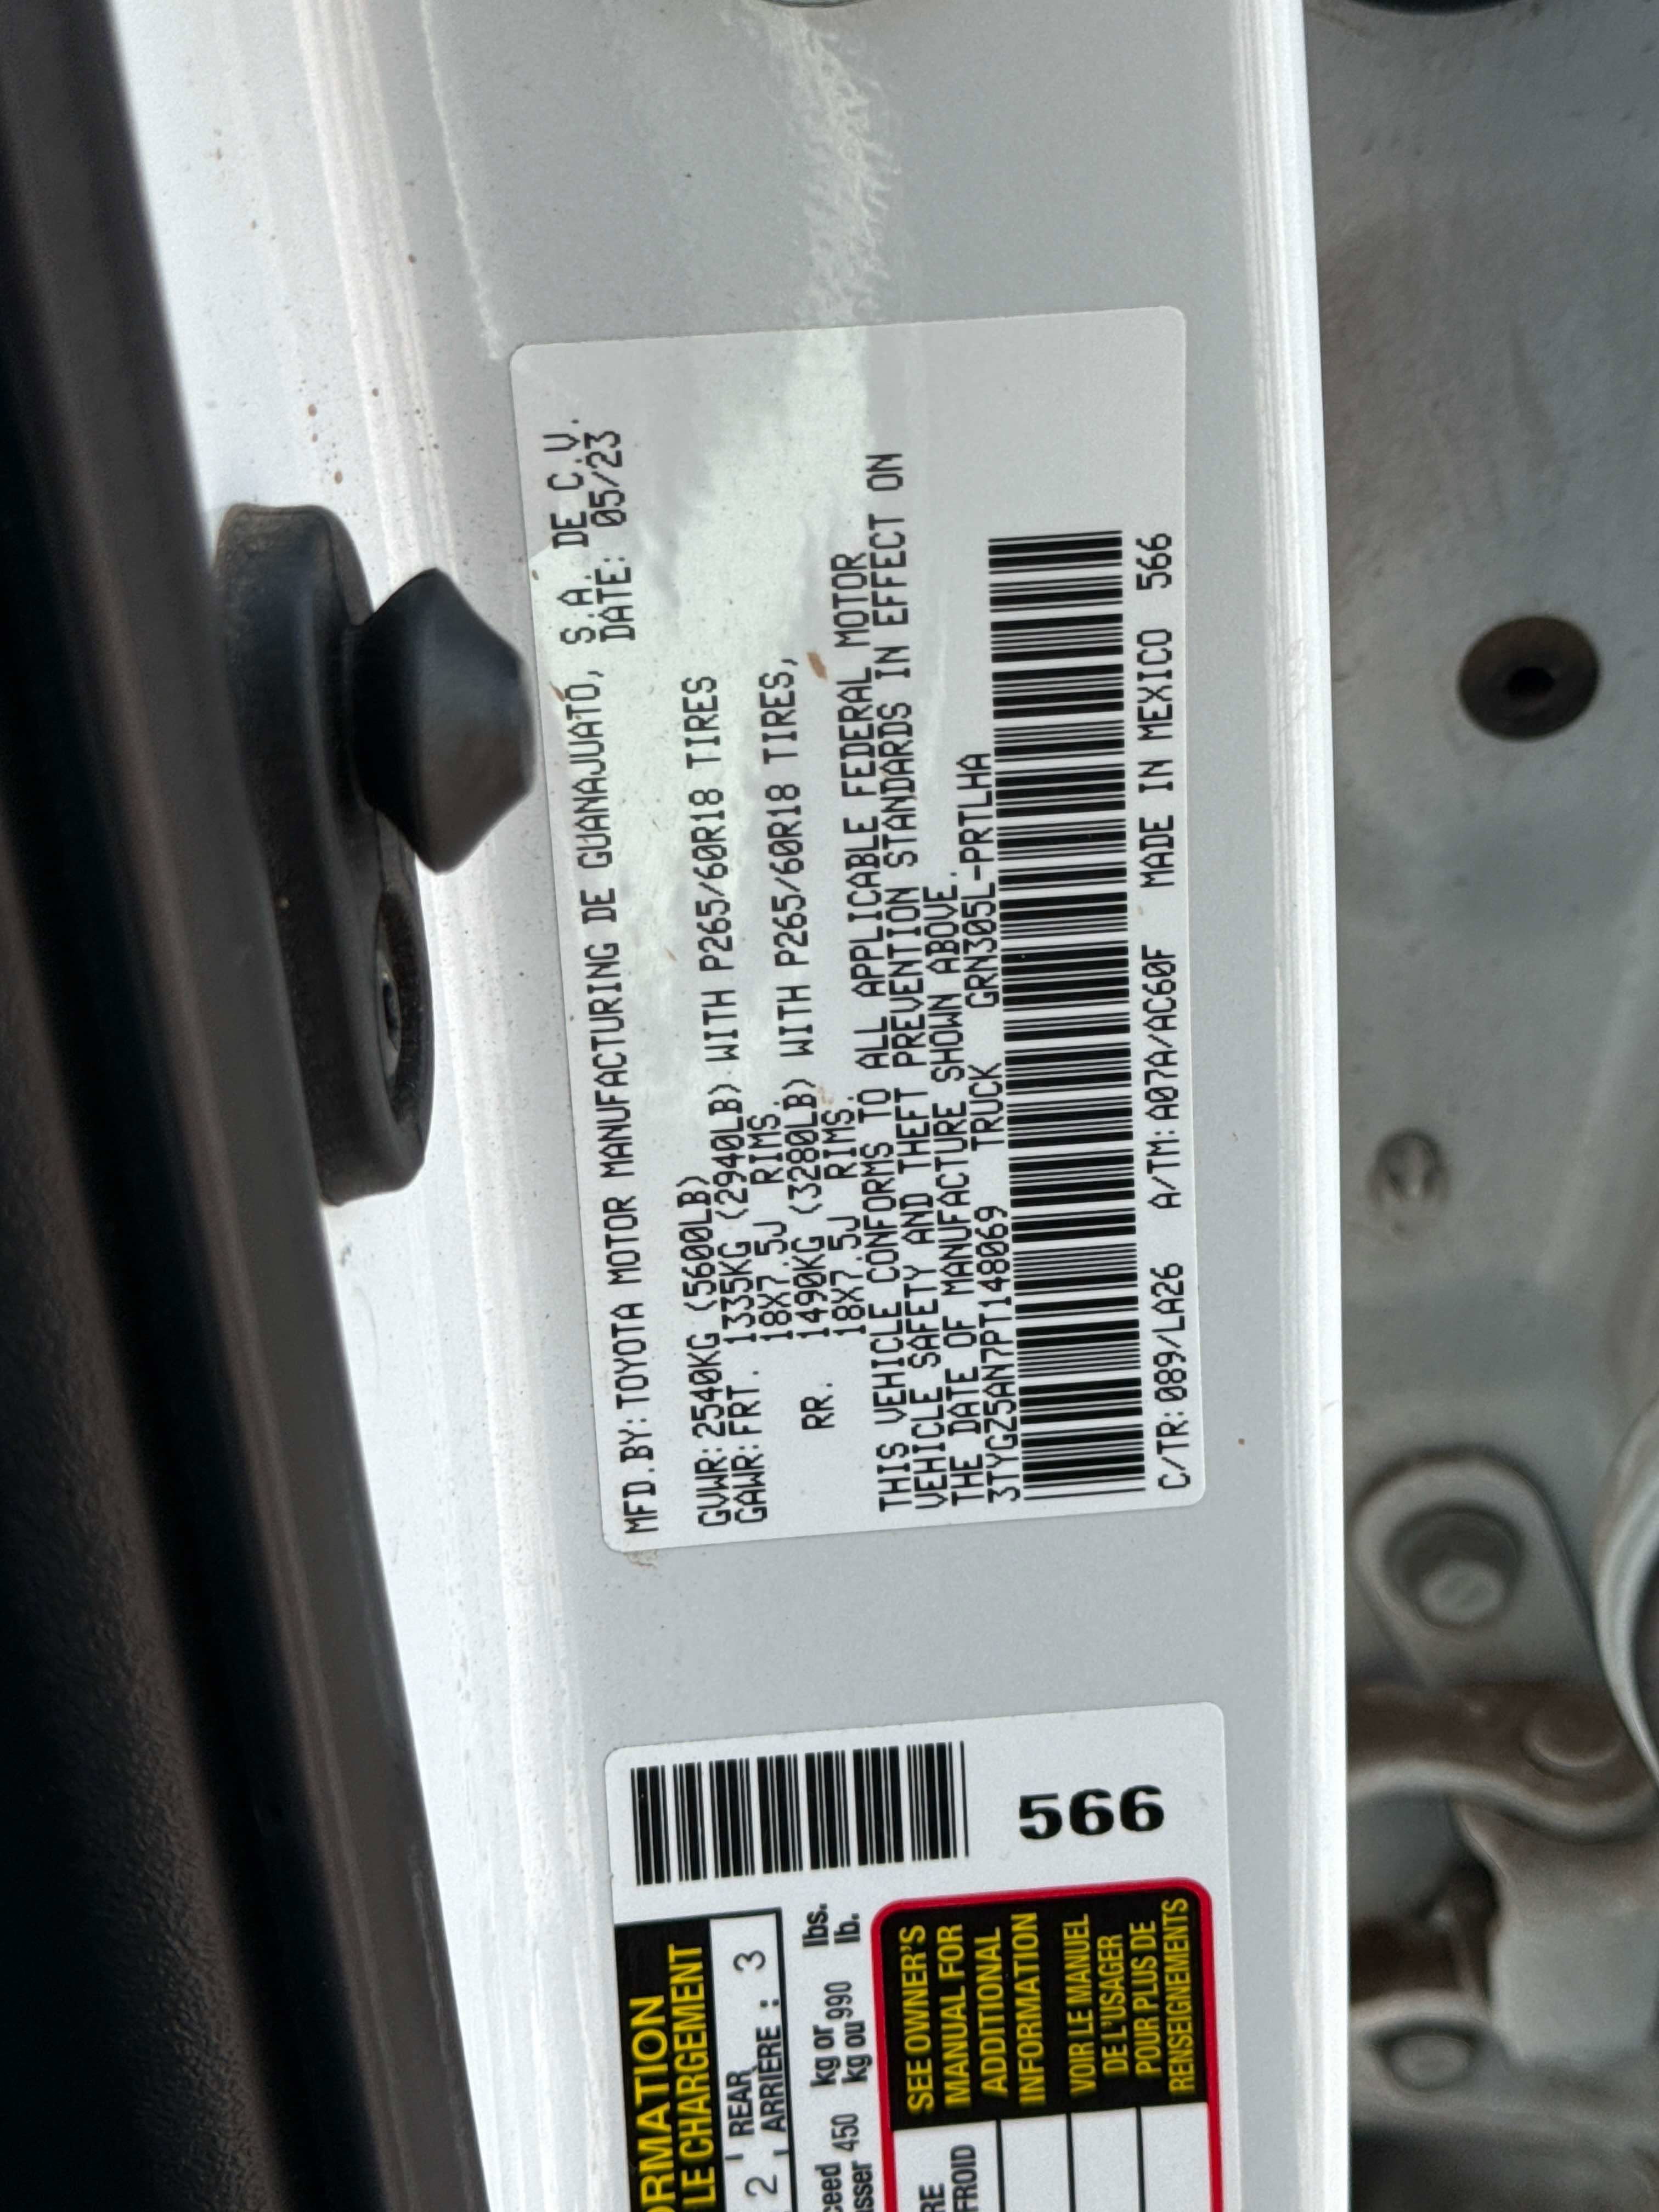 MFD.BY: TOYOTA MOTOR MANUFACTURING DE GUANAJUATO, S.A. DE C.V.
DATE: 05/23
GVWR: 2540KG (5600LB)
GAWR: FRT. 1335KG (2940LB) WITH P265/60R18 TIRES
18X7.5J RIMS.
RR. 1490KG (3280LB) WITH P265/60R18 TIRES,
18X7.5J RIMS.
THIS VEHICLE CONFORMS TO ALL APPLICABLE FEDERAL MOTOR
VEHICLE SAFETY AND THEFT PREVENTION STANDARDS IN EFFECT ON
THE DATE OF MANUFACTURE SHOWN ABOVE.
3TYGZ5AN7PT148069 TRUCK GRN305L-PRTLHA
C/TR: 089/LA26 A/TM: A07A/AC60F MADE IN MEXICO 566
566
ORMATION
LE CHARGEMENT
2 REAR
ARRIÈRE : 3
ceed 450 kg or 990 lbs.
sser kg ou lb.
RE
FROID
SEE OWNER'S
MANUAL FOR
ADDITIONAL
INFORMATION
VOIR LE MANUEL
DE L'USAGER
POUR PLUS DE
RENSEIGNEMENTS